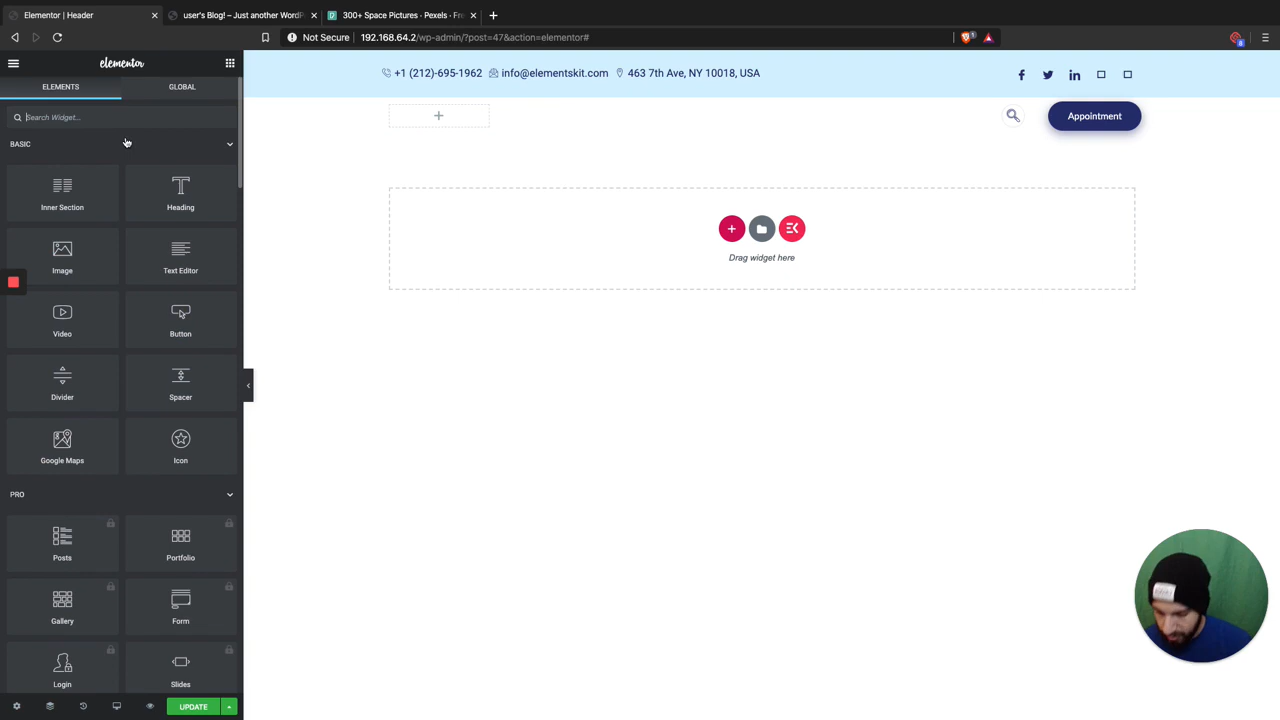 Elementor | Header
user's Blog! – Just another WordP
300+ Space Pictures · Pexels · Fre
Not Secure 192.168.64.2/wp-admin/?post=47&action=elementor#
1
8
elementor
ELEMENTS GLOBAL
Search Widget...
BASIC
Inner Section Heading
Image Text Editor
Video Button
Divider Spacer
Google Maps Icon
PRO
Posts Portfolio
Gallery Form
Login Slides
UPDATE
+1 (212)-695-1962 info@elementskit.com 463 7th Ave, NY 10018, USA
Appointment
Drag widget here